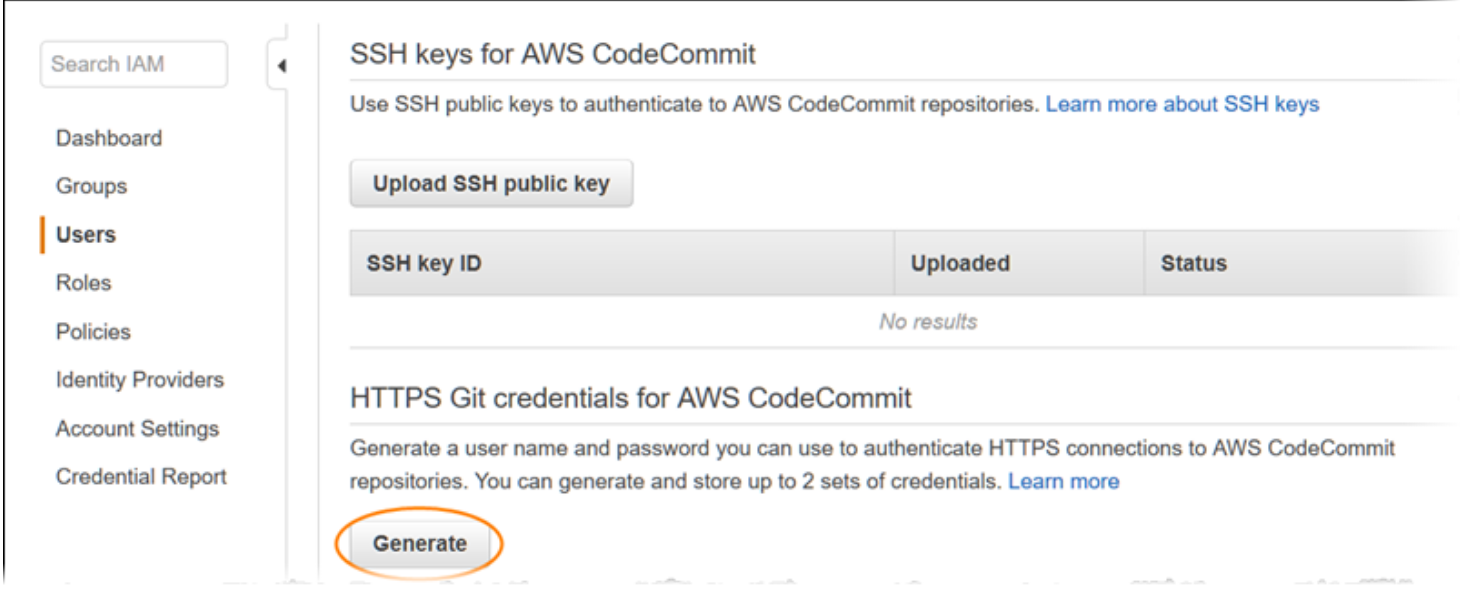 Search IAM
Dashboard
Groups
Users
Roles
Policies
Identity Providers
Account Settings
Credential Report
SSH keys for AWS CodeCommit
Use SSH public keys to authenticate to AWS CodeCommit repositories. Learn more about SSH keys
Upload SSH public key
SSH key ID Uploaded Status
No results
HTTPS Git credentials for AWS CodeCommit
Generate a user name and password you can use to authenticate HTTPS connections to AWS CodeCommit
repositories. You can generate and store up to 2 sets of credentials. Learn more
Generate